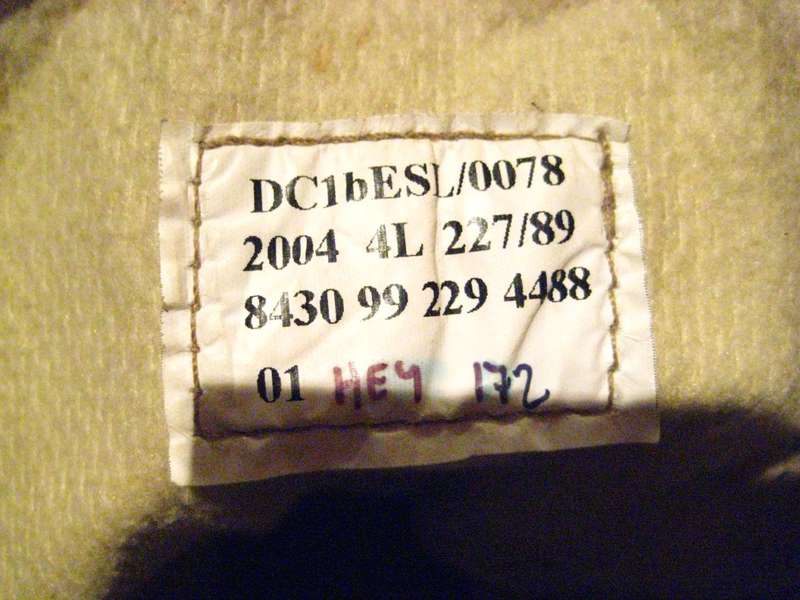 DC1bESL/0078
2004 4L 227/89
8430 99 229 4488
01 HEY 172